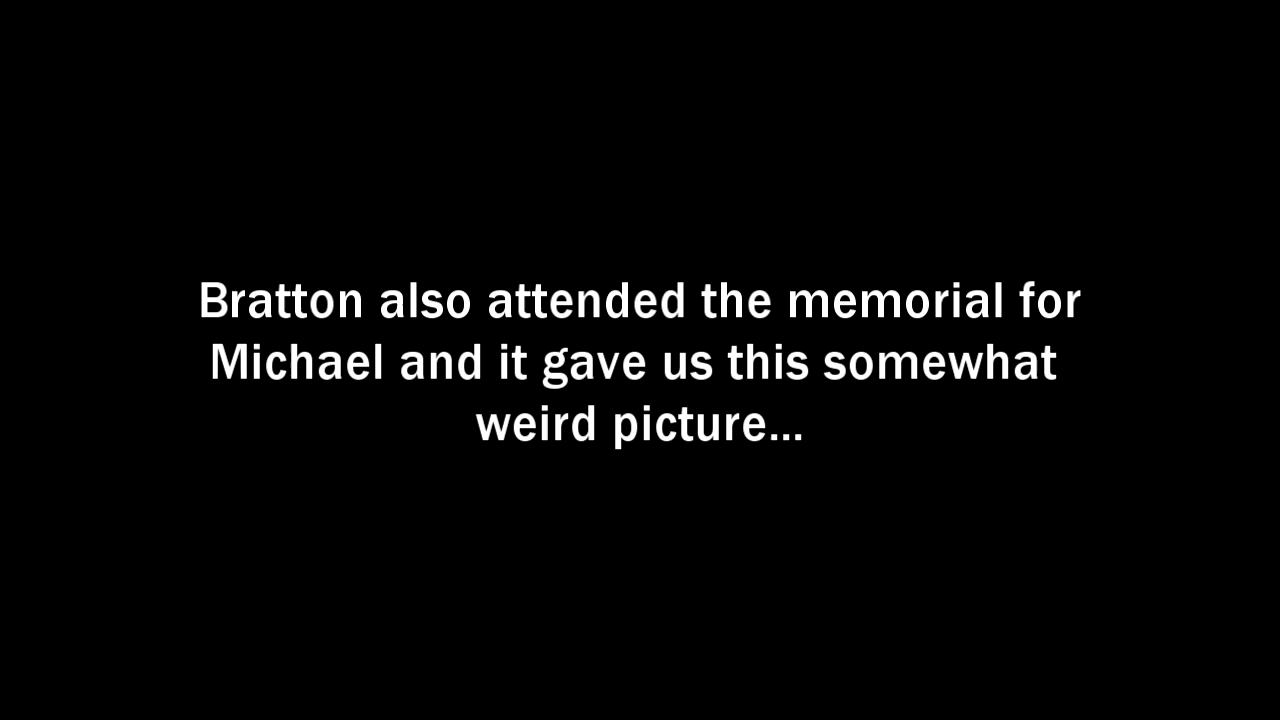 Bratton also attended the memorial for
Michael and it gave us this somewhat
weird picture...